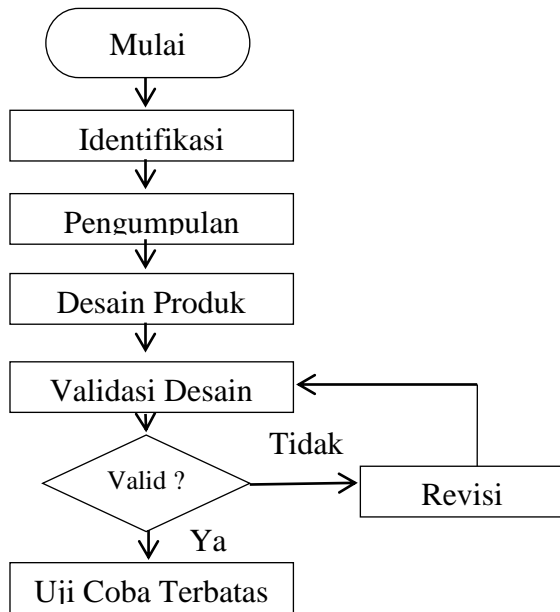 Mulai
Identifikasi
Pengumpulan
Desain Produk
Validasi Desain
Tidak
Valid ?
Revisi
Ya
Uji Coba Terbatas